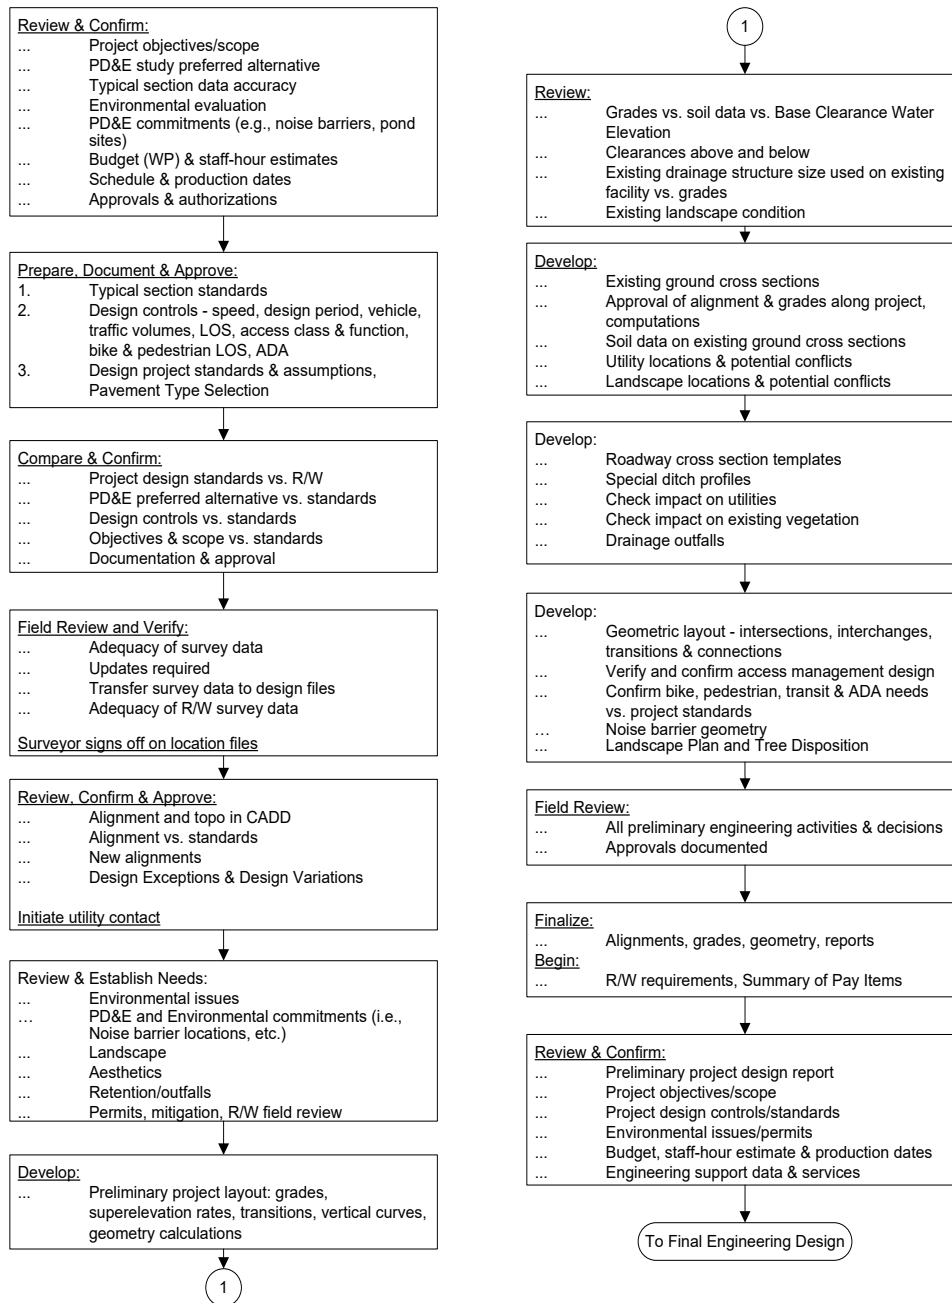 Review & Confirm:
... Project objectives/scope
... PD&E study preferred alternative
... Typical section data accuracy
... Environmental evaluation
... PD&E commitments (e.g., noise barriers, pond
sites)
... Budget (WP) & staff-hour estimates
... Schedule & production dates
... Approvals & authorizations
Prepare, Document & Approve:
1. Typical section standards
2. Design controls - speed, design period, vehicle,
traffic volumes, LOS, access class & function,
bike & pedestrian LOS, ADA
3. Design project standards & assumptions,
Pavement Type Selection
Compare & Confirm:
... Project design standards vs. R/W
... PD&E preferred alternative vs. standards
... Design controls vs. standards
... Objectives & scope vs. standards
... Documentation & approval
Field Review and Verify:
... Adequacy of survey data
... Updates required
... Transfer survey data to design files
... Adequacy of R/W survey data
Surveyor signs off on location files
Review, Confirm & Approve:
... Alignment and topo in CADD
... Alignment vs. standards
... New alignments
... Design Exceptions & Design Variations
Initiate utility contact
Review & Establish Needs:
... Environmental issues
... PD&E and Environmental commitments (i.e.,
Noise barrier locations, etc.)
... Landscape
... Aesthetics
... Retention/outfalls
... Permits, mitigation, R/W field review
Develop:
... Preliminary project layout: grades,
superelevation rates, transitions, vertical curves,
geometry calculations
1
1
Review:
... Grades vs. soil data vs. Base Clearance Water
Elevation
... Clearances above and below
... Existing drainage structure size used on existing
facility vs. grades
... Existing landscape condition
Develop:
... Existing ground cross sections
... Approval of alignment & grades along project,
computations
... Soil data on existing ground cross sections
... Utility locations & potential conflicts
... Landscape locations & potential conflicts
Develop:
... Roadway cross section templates
... Special ditch profiles
... Check impact on utilities
... Check impact on existing vegetation
... Drainage outfalls
Develop:
... Geometric layout - intersections, interchanges,
transitions & connections
... Verify and confirm access management design
... Confirm bike, pedestrian, transit & ADA needs
vs. project standards
... Noise barrier geometry
... Landscape Plan and Tree Disposition
Field Review:
... All preliminary engineering activities & decisions
... Approvals documented
Finalize:
... Alignments, grades, geometry, reports
Begin:
... R/W requirements, Summary of Pay Items
Review & Confirm:
... Preliminary project design report
... Project objectives/scope
... Project design controls/standards
... Environmental issues/permits
... Budget, staff-hour estimate & production dates
... Engineering support data & services
To Final Engineering Design